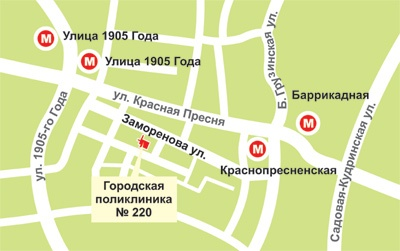 М Улица 1905 Года
М Улица 1905 Года
Б. Грузинская ул.
Баррикадная
М
ул. Красная Пресня
Заморенова ул.
ул. 1905-го Года
М
Краснопресненская
Садовая-Кудринская ул.
Городская
поликлиника
№ 220